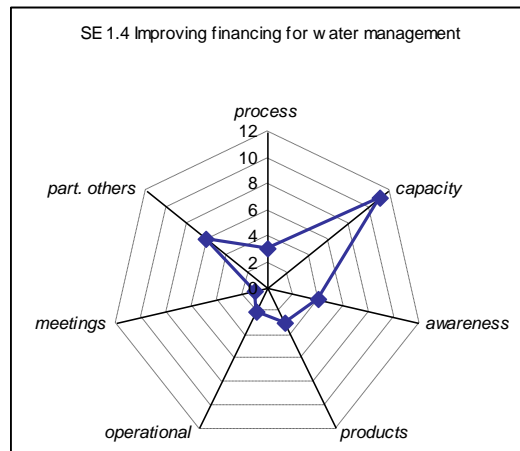 SE 1.4 Improving financing for water management
process
12
10
8
6
4
2
0
capacity
part. others
awareness
meetings
products
operational